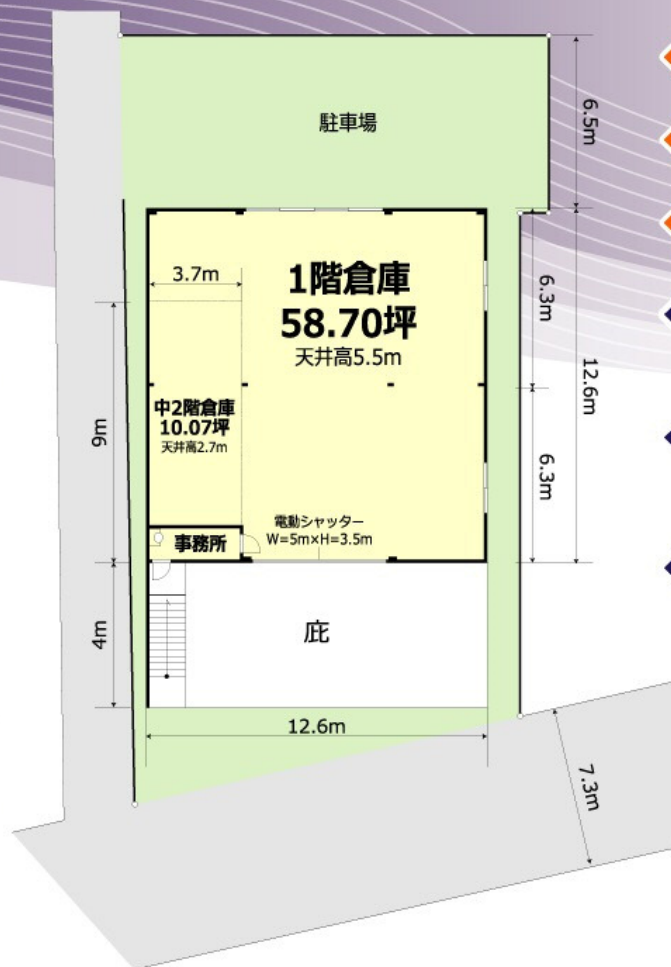 駐車場
6.5m
3.7m
1階倉庫
58.70坪
天井高5.5m
6.3m
12.6m
中2階倉庫
10.07坪
天井高2.7m
9m
6.3m
電動シャッター
W=5m×H=3.5m
事務所
4m
庇
12.6m
7.3m